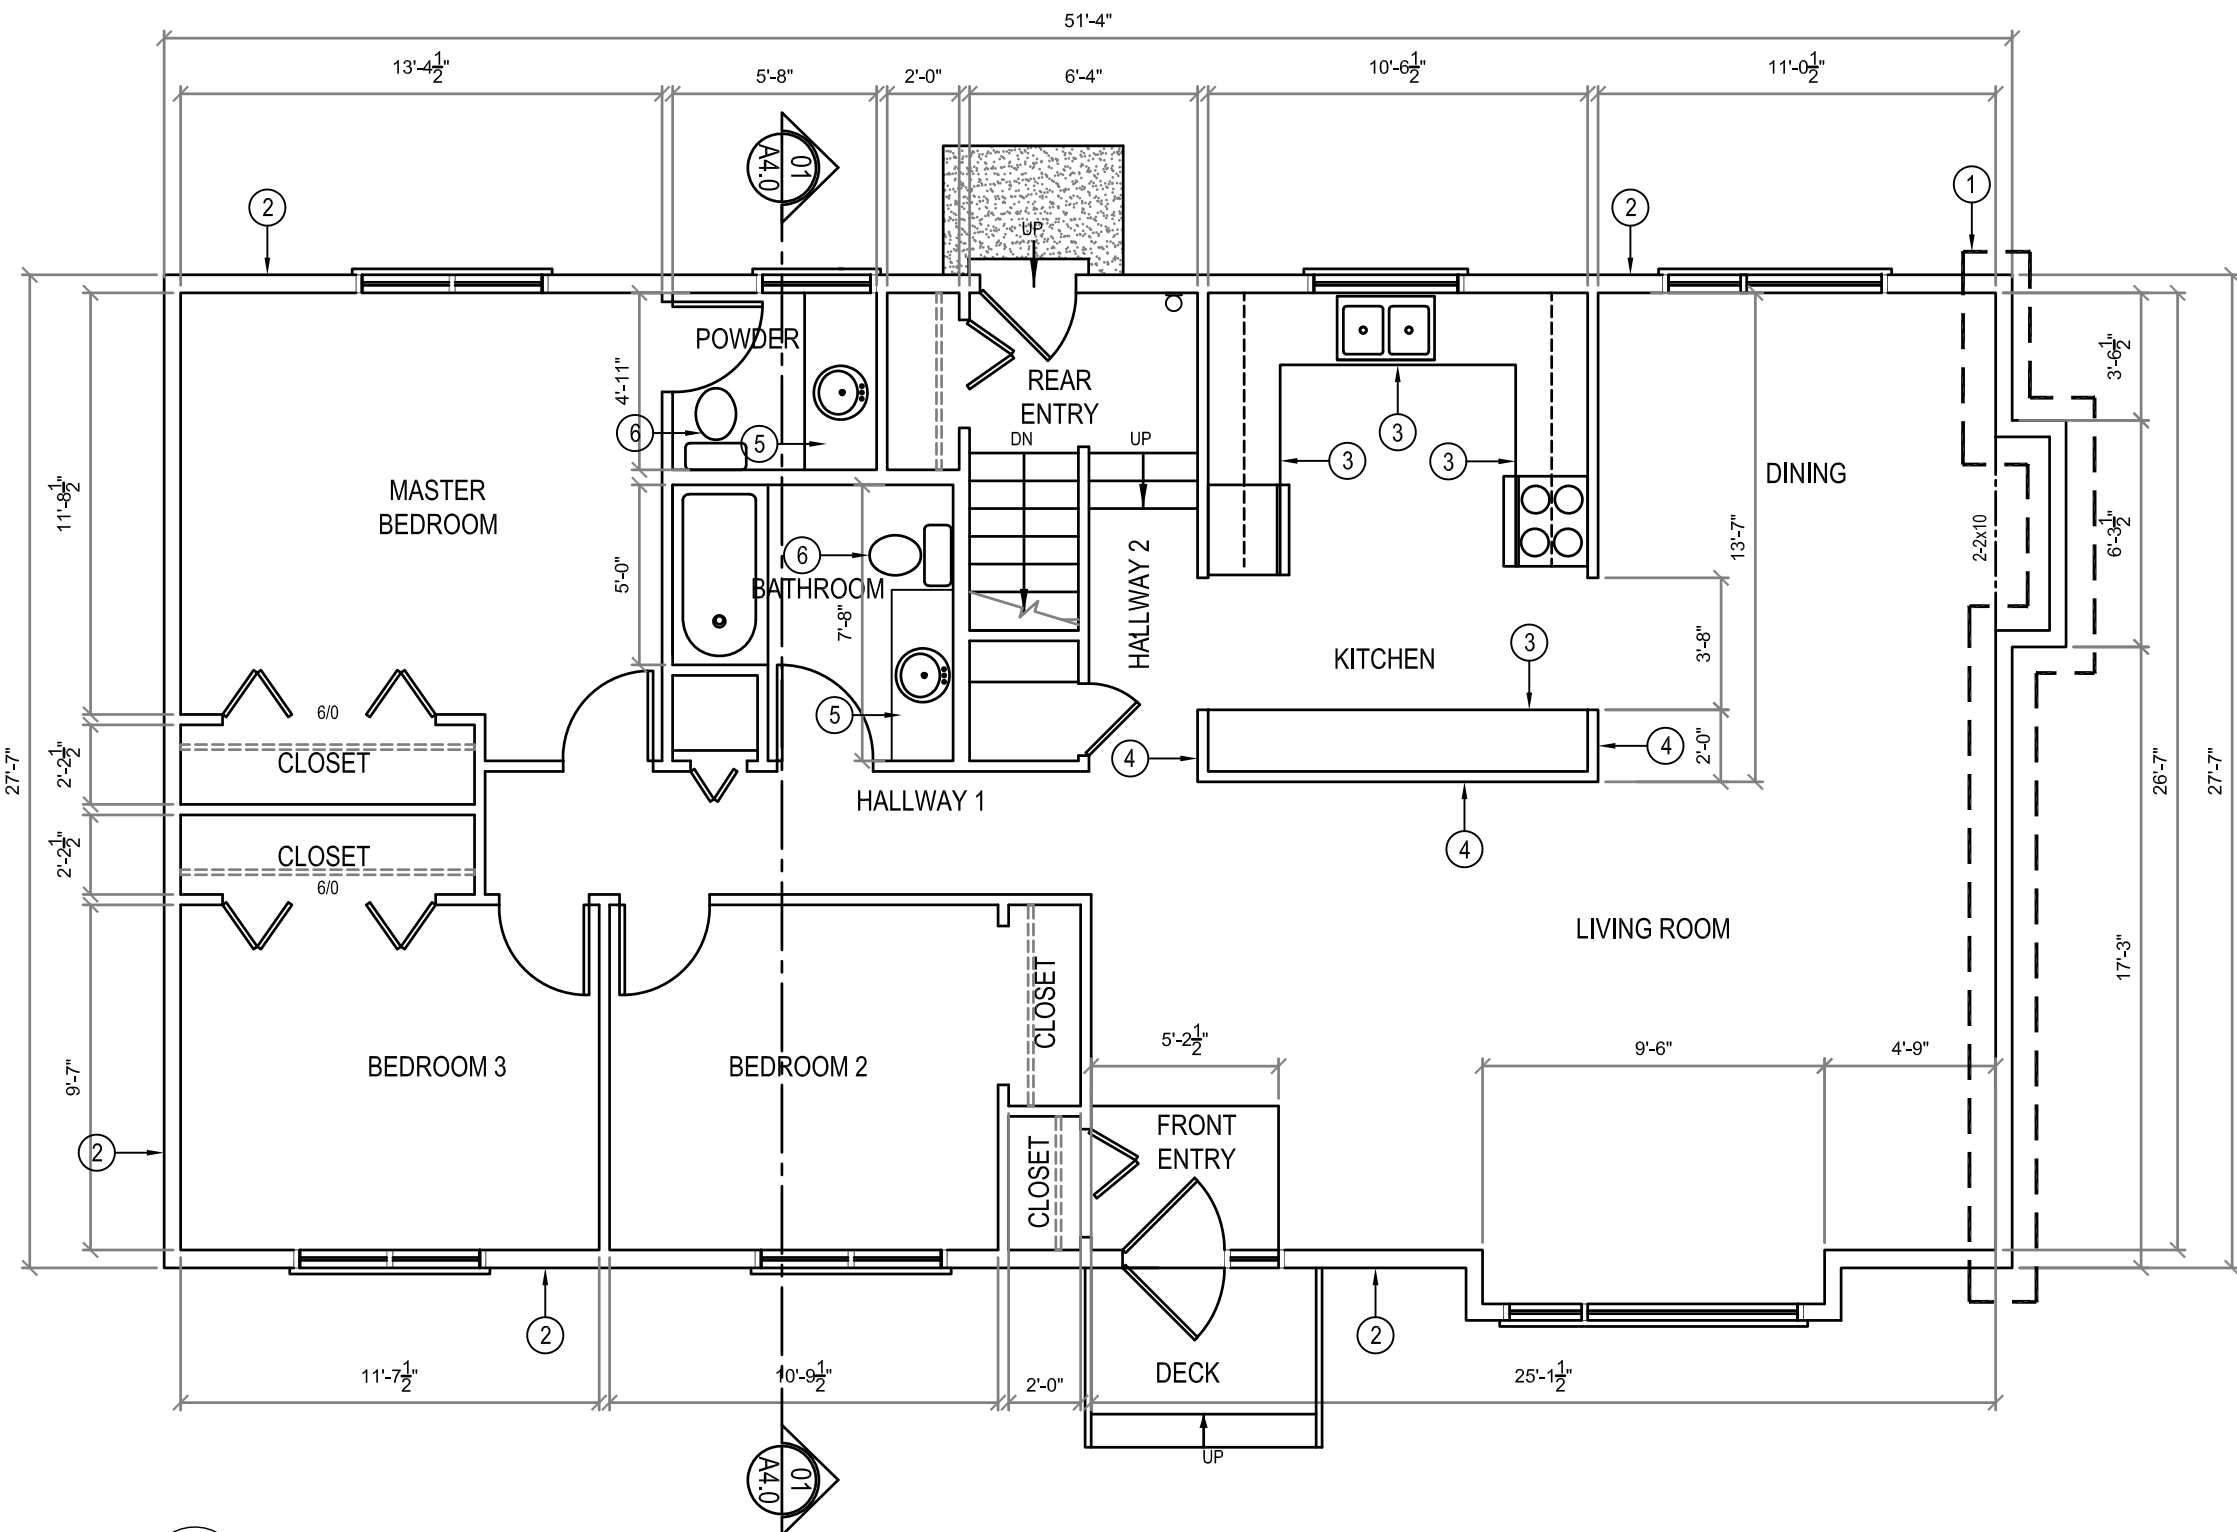 51'-4"
13'-4 1/2"
5'-8"
2'-0"
6'-4"
10'-6 1/2"
11'-0 1/2"
01
A4.0
2
2
1
UP
POWDER
4'-11"
6
5
REAR
ENTRY
DN
UP
3
3
3
DINING
3'-6 1/2"
MASTER
BEDROOM
11'-8 1/2"
5'-0"
6
BATHROOM
7'-8"
5
HALLWAY 2
13'-7"
2-2x10
6'-3 1/2"
3'-8"
KITCHEN
3
4
4
2'-0"
4
6/0
CLOSET
2'-2 1/2"
27'-7"
HALLWAY 1
26'-7"
27'-7"
CLOSET
6/0
2'-2 1/2"
LIVING ROOM
17'-3"
CLOSET
9'-7"
BEDROOM 3
BEDROOM 2
5'-2 1/2"
9'-6"
4'-9"
FRONT
ENTRY
CLOSET
2
2
2
DECK
11'-7 1/2"
10'-9 1/2"
2'-0"
25'-1 1/2"
UP
01
A4.0